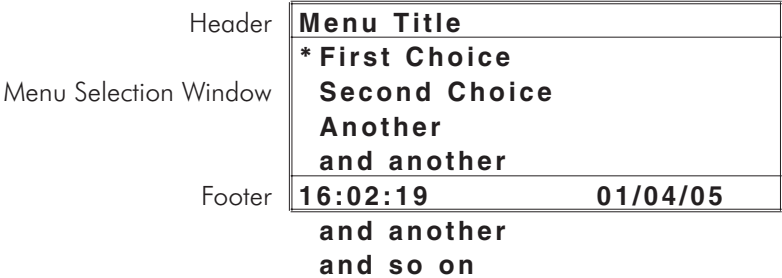 Header Menu Title
* First Choice
Menu Selection Window Second Choice
Another
and another
Footer 16:02:19 01/04/05
and another
and so on